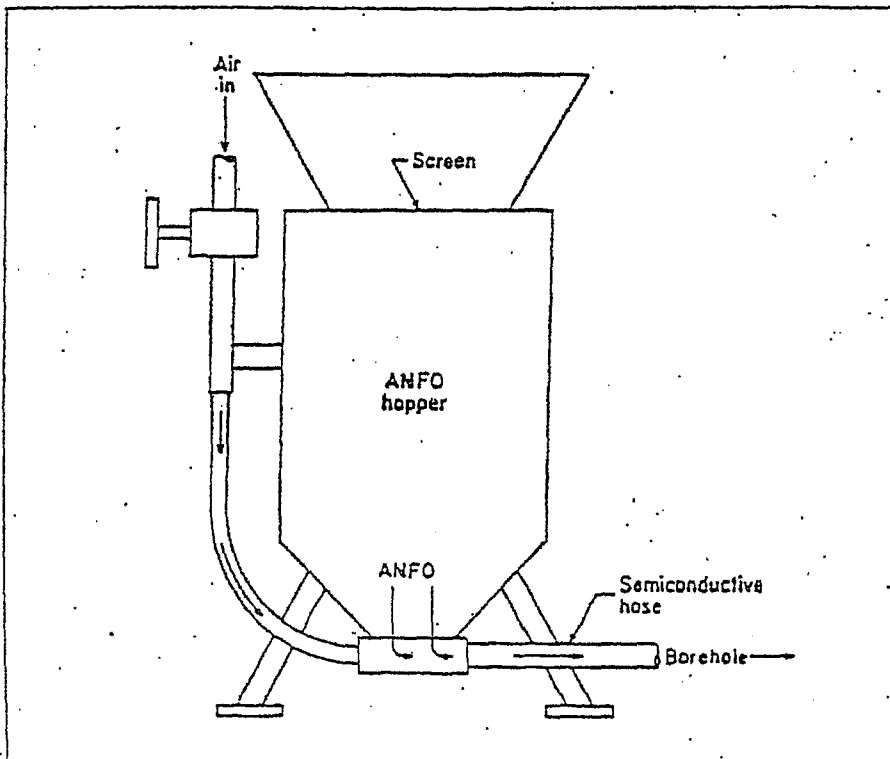 Air
in
Screen
ANFO
hopper
ANFO
Semiconductive
hose
Borehole